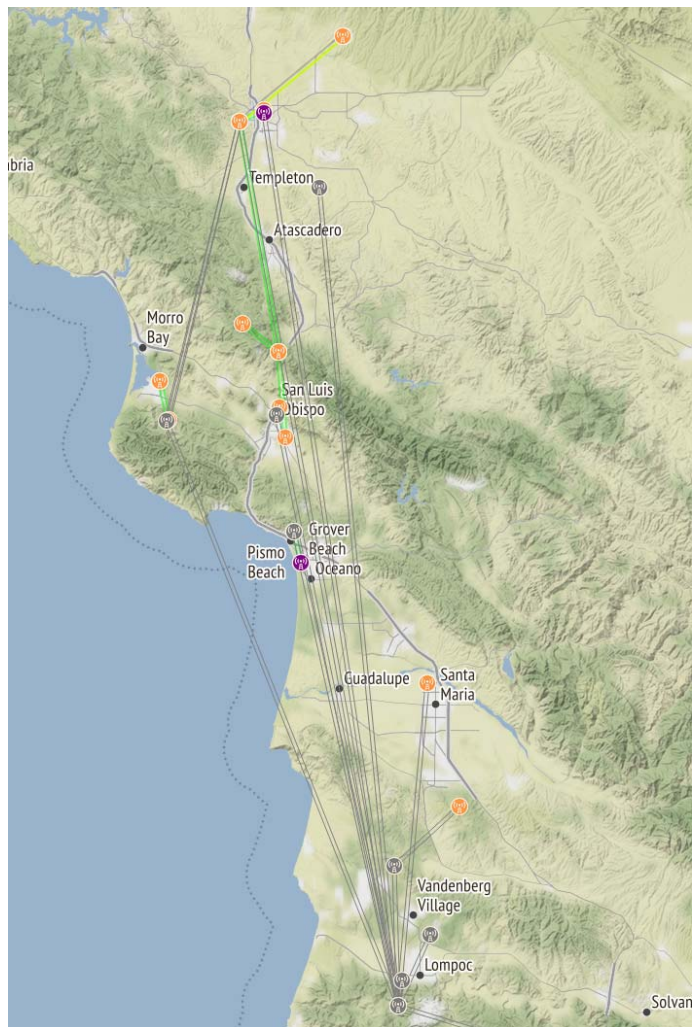 bria
Templeton
Atascadero
Morro
Bay
San Luis
Obispo
Grover
Beach
Pismo
Beach
Oceano
Guadalupe
Santa
Maria
Vandenberg
Village
Lompoc
Solvan